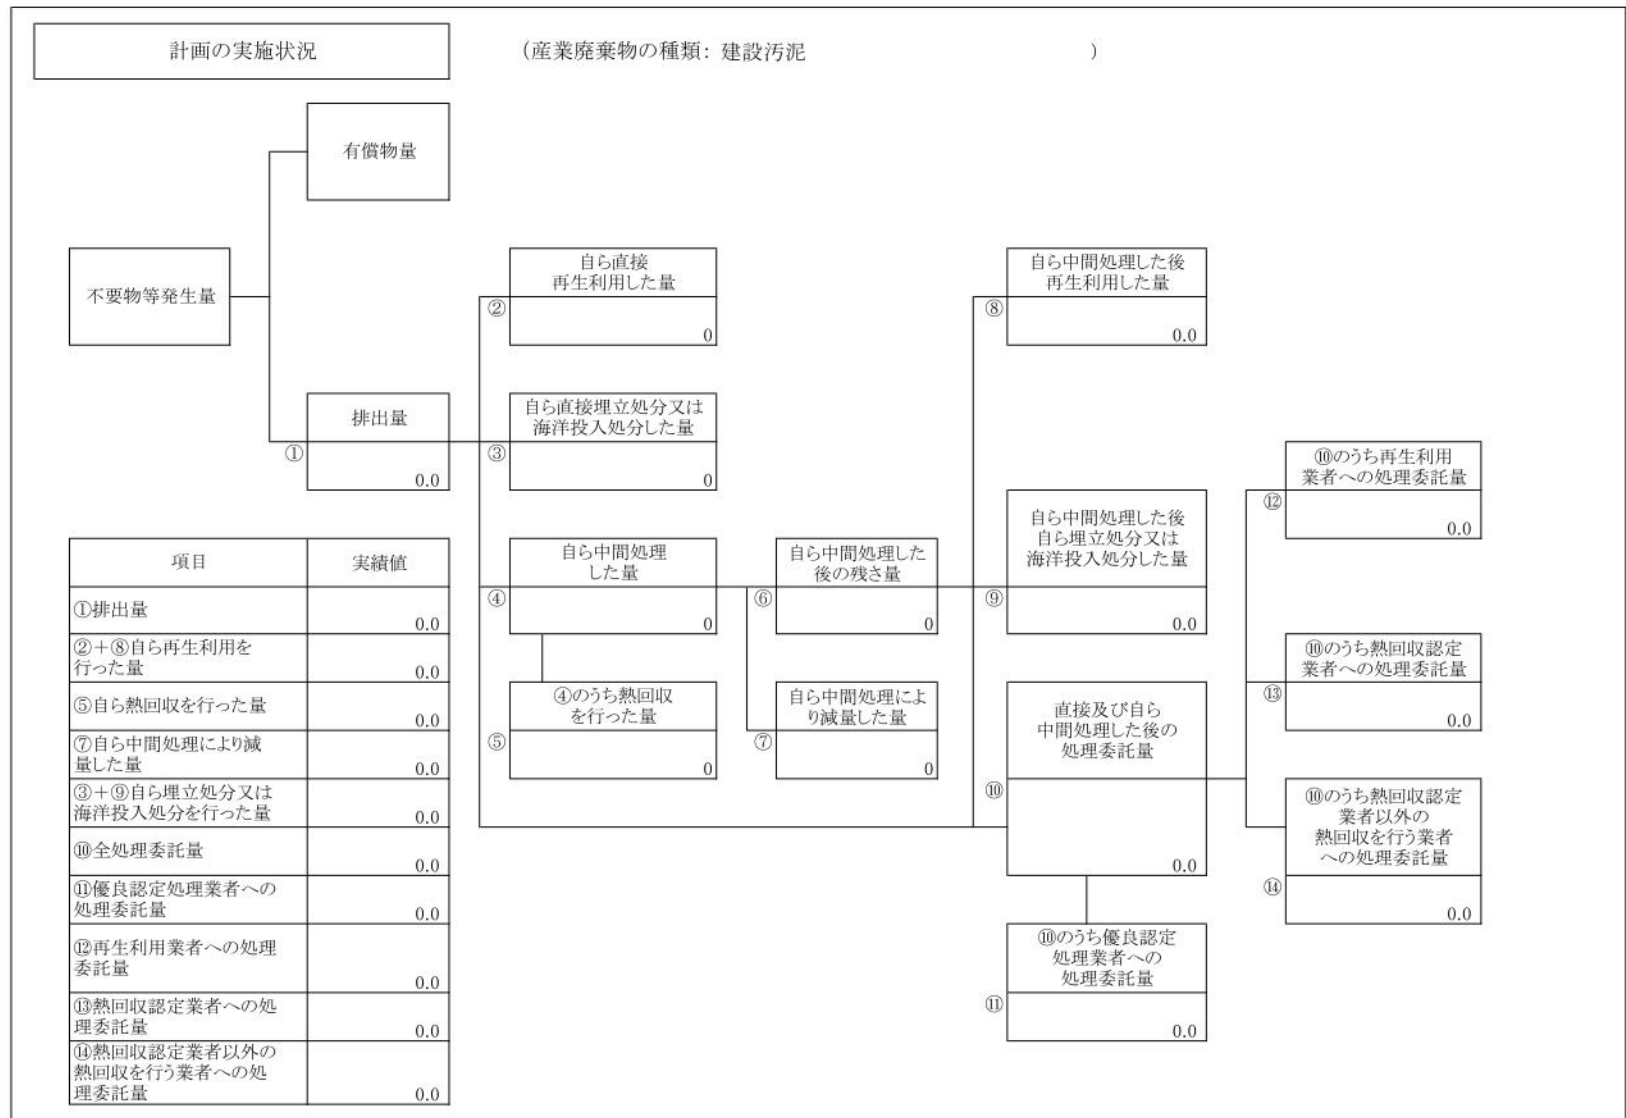 計画の実施状況
(産業廃棄物の種類: 建設汚泥 )
有償物量
不要物等発生量
排出量
①
0.0
自ら直接
再生利用した量
②
0
自ら直接埋立処分又は
海洋投入処分した量
③
0
自ら中間処理
した量
④
0
④のうち熱回収
を行った量
⑤
0
自ら中間処理した
後の残さ量
⑥
0
自ら中間処理によ
り減量した量
⑦
0
自ら中間処理した後
再生利用した量
⑧
0.0
自ら中間処理した後
自ら埋立処分又は
海洋投入処分した量
⑨
0.0
直接及び自ら
中間処理した後の
処理委託量
⑩
0.0
⑩のうち優良認定
処理業者への
処理委託量
⑪
0.0
⑩のうち再生利用
業者への処理委託量
⑫
0.0
⑩のうち熱回収認定
業者への処理委託量
⑬
0.0
⑩のうち熱回収認定
業者以外の
熱回収を行う業者
への処理委託量
⑭
0.0
項目 実績値
①排出量
0.0
②+⑧自ら再生利用を
行った量
0.0
⑤自ら熱回収を行った量
0.0
⑦自ら中間処理により減
量した量
0.0
③+⑨自ら埋立処分又は
海洋投入処分を行った量
0.0
⑩全処理委託量
0.0
⑪優良認定処理業者への
処理委託量
0.0
⑫再生利用業者への処理
委託量
0.0
⑬熱回収認定業者への処
理委託量
0.0
⑭熱回収認定業者以外の
熱回収を行う業者への処
理委託量
0.0